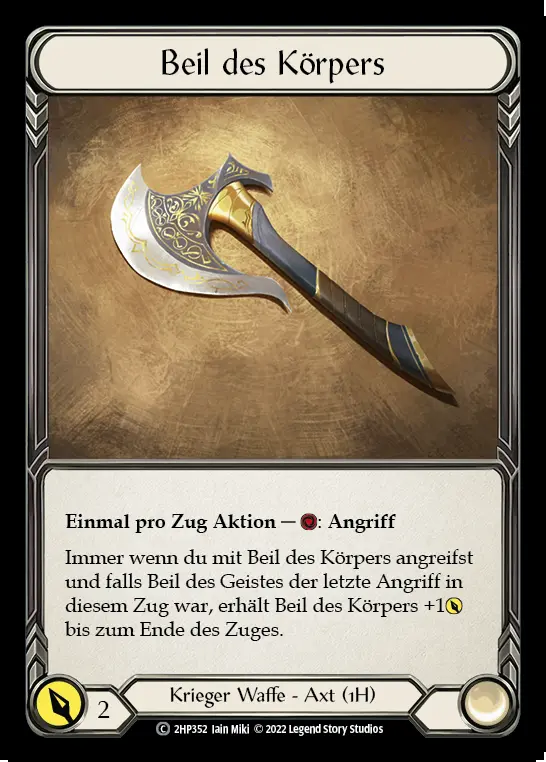 Beil des Körpers
Einmal pro Zug Aktion — : Angriff
Immer wenn du mit Beil des Körpers angreifst
und falls Beil des Geistes der letzte Angriff in
diesem Zug war, erhält Beil des Körpers +1
bis zum Ende des Zuges.
2
Krieger Waffe - Axt (1H)
C 2HP352 Iain Miki © 2022 Legend Story Studios